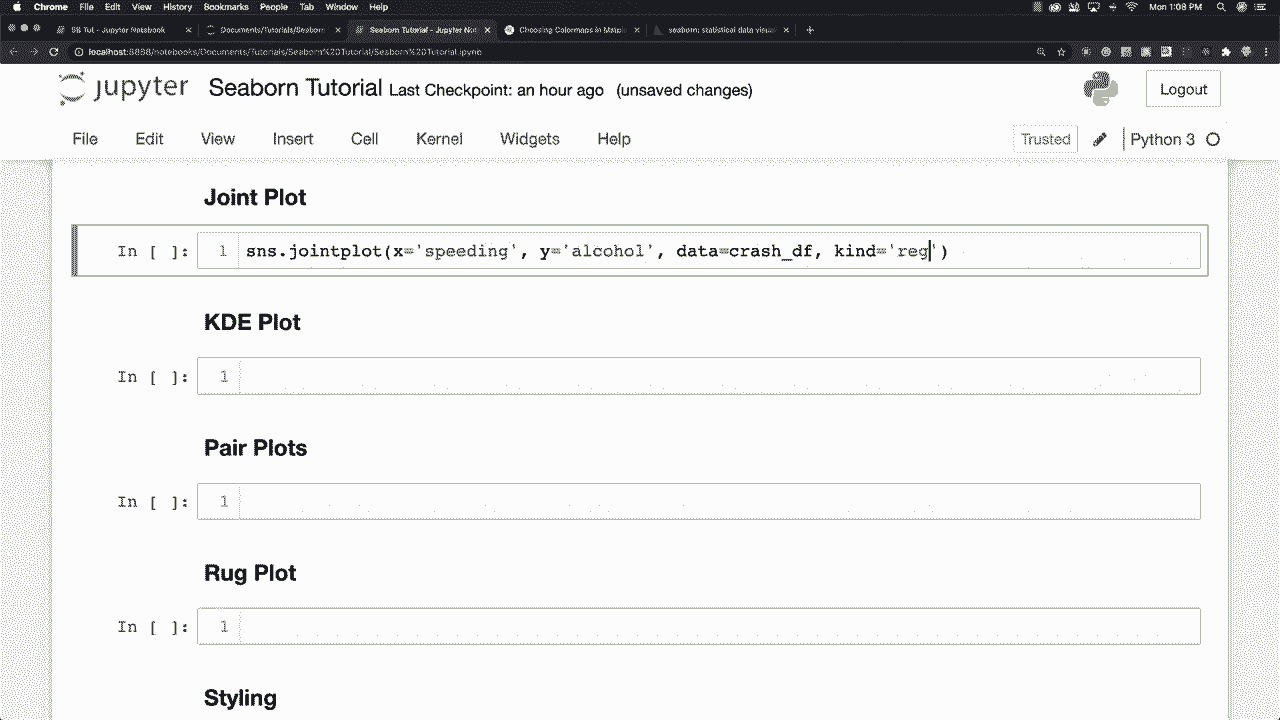 Chrome File Edit View History Bookmarks People Tab Window Help Mon 1:08 PM
SB Tut - Jupyter Notebook Documents/Tutorials/Seaborn Seaborn Tutorial - Jupyter Not Choosing Colormaps in Matplo seaborn: statistical data visual
localhost:8888/notebooks/Documents/Tutorials/Seaborn%20Tutorial/Seaborn%20Tutorial.ipynb
jupyter Seaborn Tutorial Last Checkpoint: an hour ago (unsaved changes) Logout
File Edit View Insert Cell Kernel Widgets Help Trusted Python 3
Joint Plot
In [ ]: 1 sns.jointplot(x='speeding', y='alcohol', data=crash_df, kind='reg')
KDE Plot
In [ ]: 1
Pair Plots
In [ ]: 1
Rug Plot
In [ ]: 1
Styling